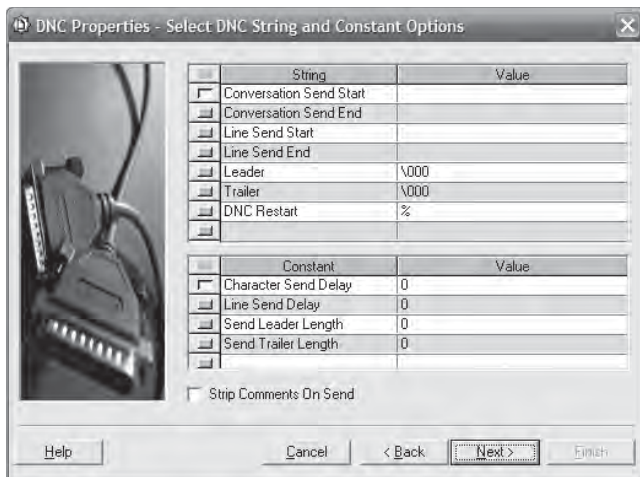 DNC Properties - Select DNC String and Constant Options
String Value
Conversation Send Start
Conversation Send End
Line Send Start
Line Send End
Leader \000
Trailer \000
DNC Restart %
Constant Value
Character Send Delay 0
Line Send Delay 0
Send Leader Length 0
Send Trailer Length 0
Strip Comments On Send
Help Cancel < Back Next > Finish